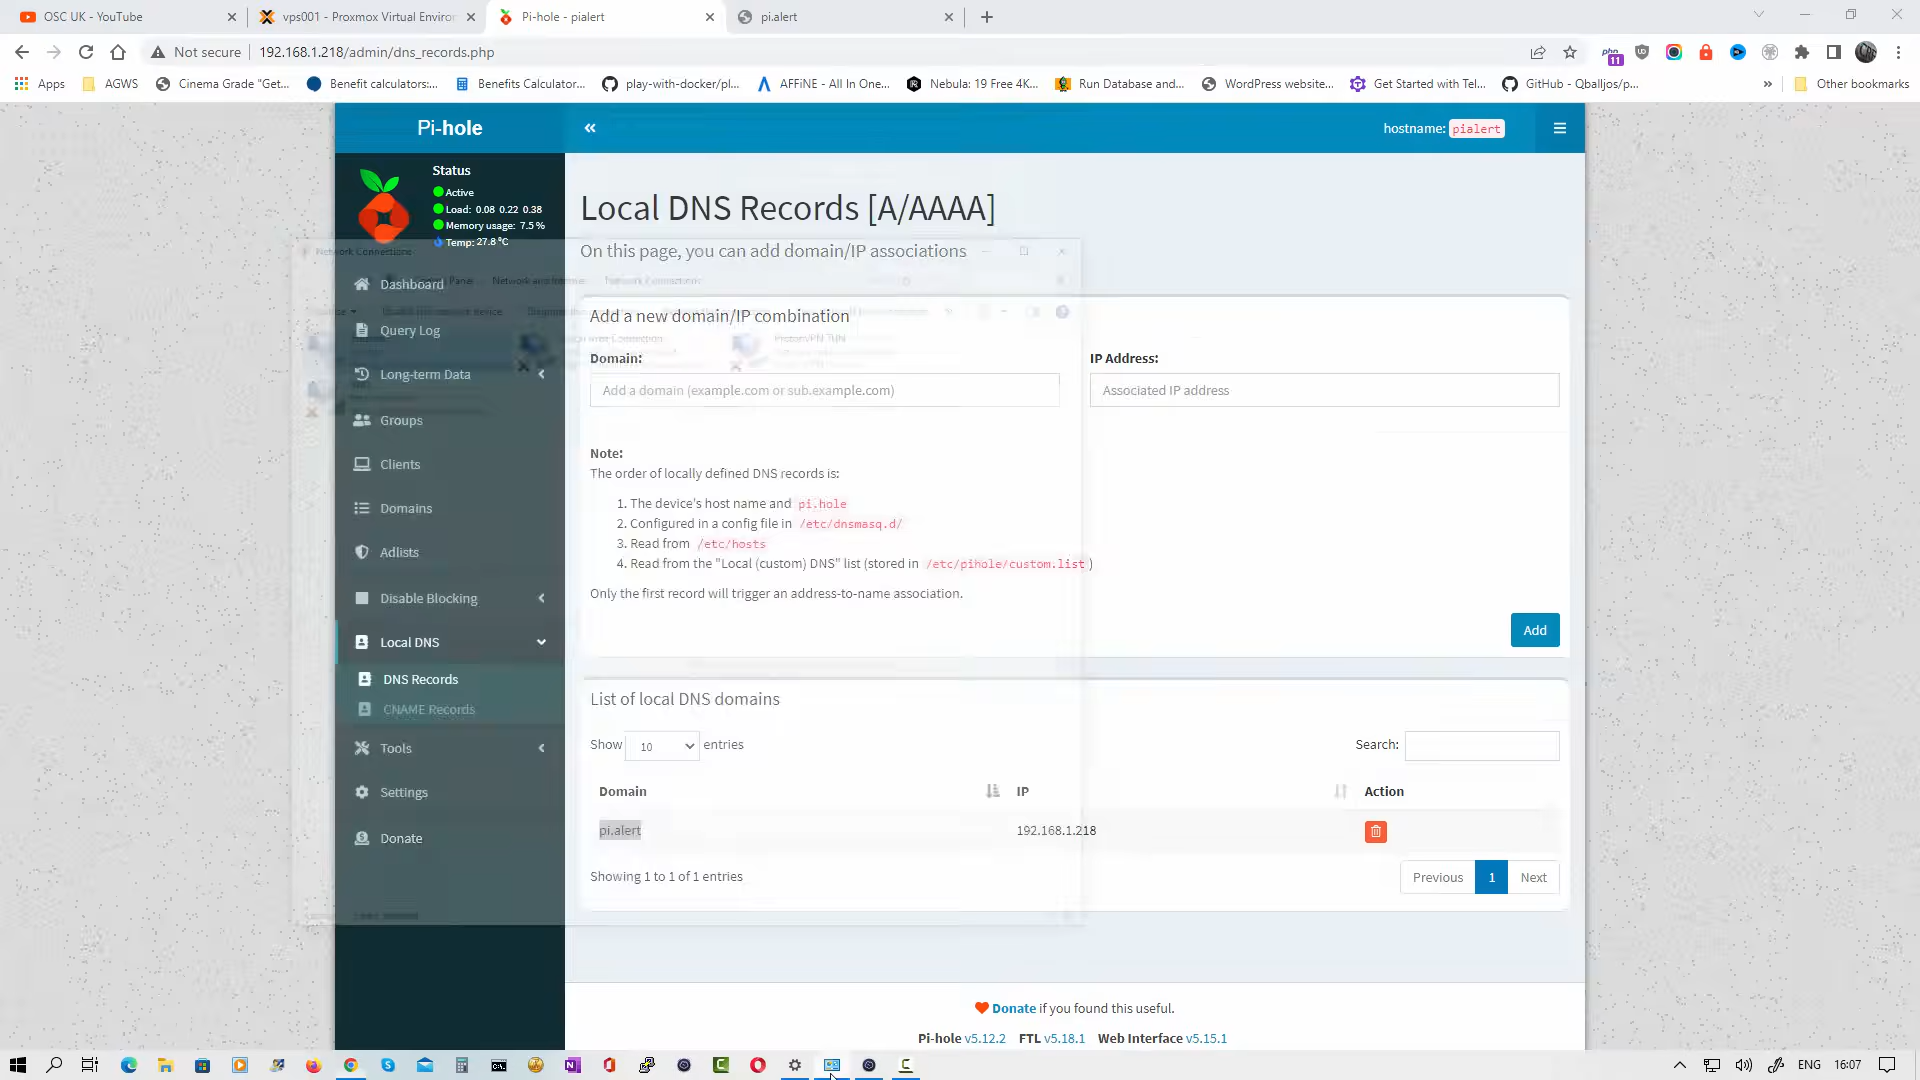 OSC UK - YouTube
vps001 - Proxmox Virtual Enviror
Pi-hole - pialert
pi.alert
Not secure
192.168.1.218/admin/dns_records.php
11
Apps
AGWS
Cinema Grade "Get...
Benefit calculators:...
Benefits Calculator...
play-with-docker/pl...
AFFiNE - All In One...
Nebula: 19 Free 4K...
Run Database and...
WordPress website...
Get Started with Tel...
GitHub - Qballjos/p...
»
Other bookmarks
Pi-hole
«
hostname: pialert
Status
Active
Load: 0.08 0.22 0.38
Memory usage: 7.5 %
Temp: 27.8 °C
Local DNS Records [A/AAAA]
On this page, you can add domain/IP associations
Network Connections
Panel
Network and Internet
Network Connections
Dashboard
Query Log
Long-term Data
Groups
Clients
Domains
Adlists
Disable Blocking
Local DNS
DNS Records
CNAME Records
Tools
Settings
Donate
Add a new domain/IP combination
ProtonVPN TUN
Domain:
IP Address:
Add a domain (example.com or sub.example.com)
Associated IP address
Note:
The order of locally defined DNS records is:
1. The device's host name and pi.hole
2. Configured in a config file in /etc/dnsmasq.d/
3. Read from /etc/hosts
4. Read from the "Local (custom) DNS" list (stored in /etc/pihole/custom.list )
Only the first record will trigger an address-to-name association.
Add
List of local DNS domains
Show 10 entries
Search:
Domain
IP
Action
pi.alert
192.168.1.218
Showing 1 to 1 of 1 entries
Previous
1
Next
Donate if you found this useful.
Pi-hole v5.12.2 FTL v5.18.1 Web Interface v5.15.1
ENG
16:07